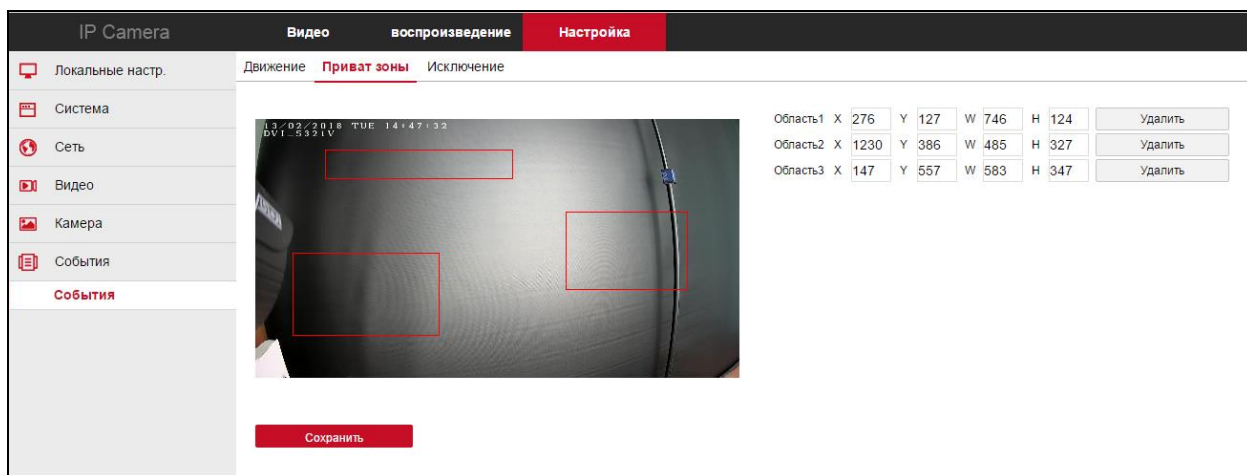 IP Camera
Видео воспроизведение Настройка
Локальные настр.
Система
Сеть
Видео
Камера
События
События
Движение Приват зоны Исключение
13/02/2018 TUE 14:47:32
DVI-S321V
Область1 X 276 Y 127 W 746 H 124 Удалить
Область2 X 1230 Y 386 W 485 H 327 Удалить
Область3 X 147 Y 557 W 583 H 347 Удалить
Сохранить